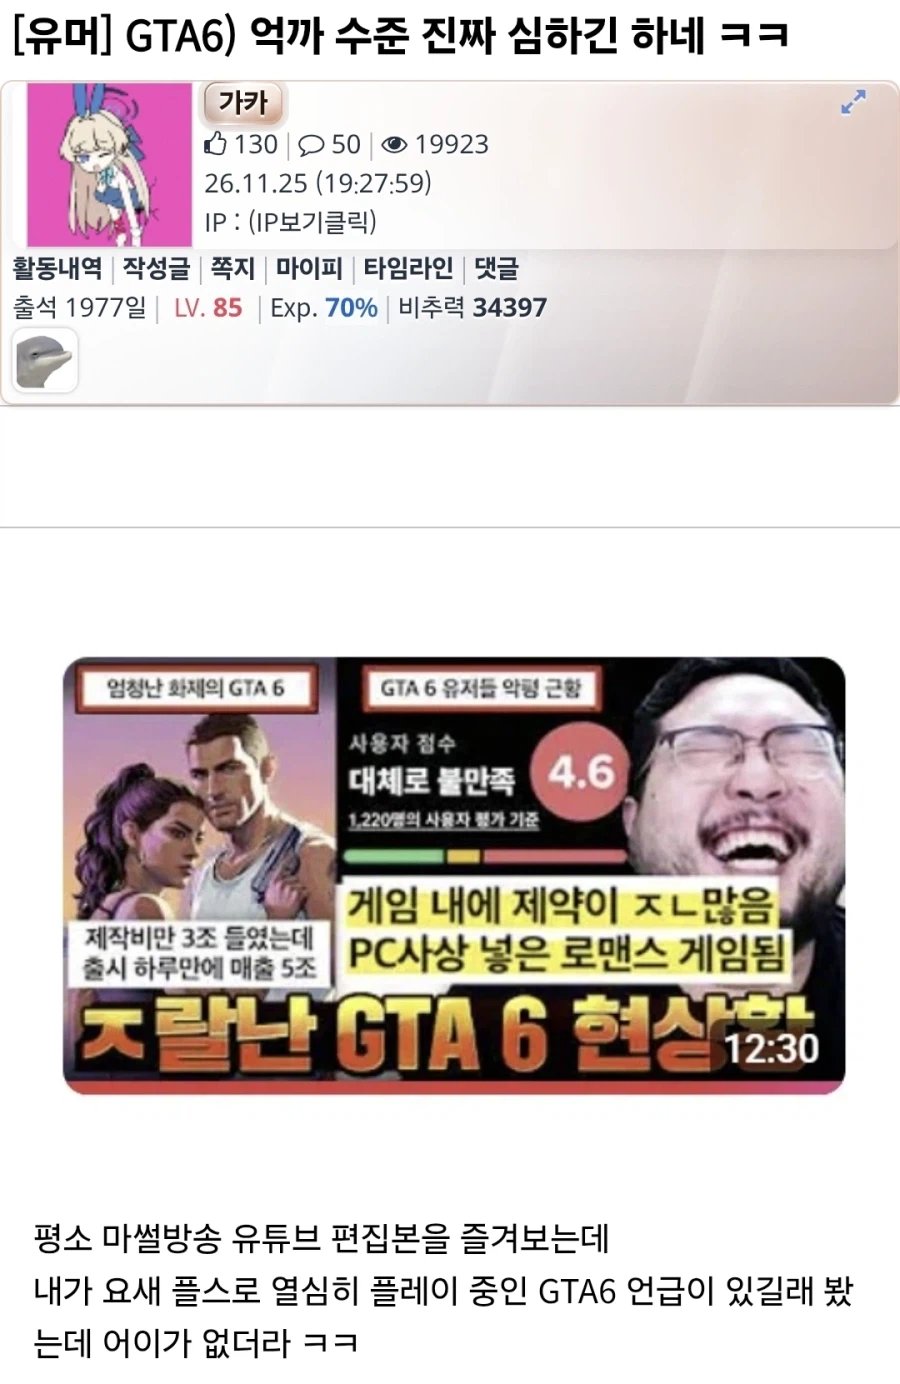 [유머] GTA6) 억까 수준 진짜 심하긴 하네 ㅋㅋ
가카
130 | 50 | 19923
26.11.25 (19:27:59)
IP : (IP보기클릭)
활동내역 | 작성글 | 쪽지 | 마이피 | 타임라인 | 댓글
출석 1977일 | LV. 85 | Exp. 70% | 비추력 34397
엄청난 화제의 GTA 6
GTA 6 유저들 악평 근황
사용자 점수
대체로 불만족
4.6
1,220명의 사용자 평가 기준
게임 내에 제약이 ㅈㄴ많음
PC사상 넣은 로맨스 게임됨
제작비만 3조 들였는데
출시 하루만에 매출 5조
ㅈ랄난 GTA 6 현상황
12:30
평소 마썰방송 유튜브 편집본을 즐겨보는데
내가 요새 플스로 열심히 플레이 중인 GTA6 언급이 있길래 봤
는데 어이가 없더라 ㅋㅋ